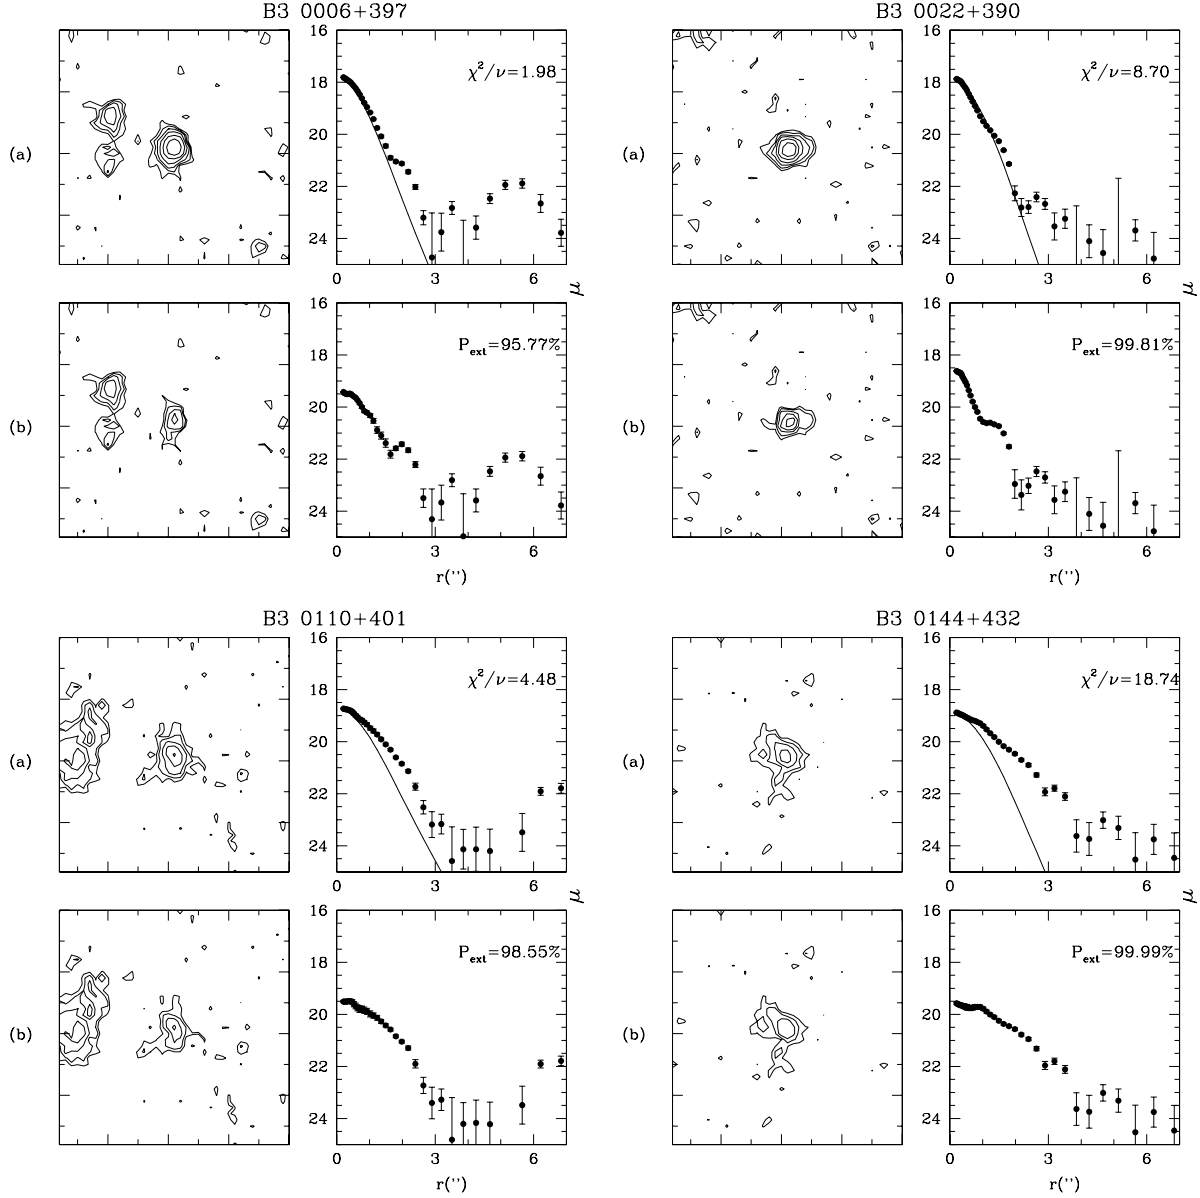 B3 0006+397
B3 0022+390
(a)
16
18
20
22
24
χ²/ν=1.98
(a)
16
18
20
22
24
χ²/ν=8.70
μ
μ
(b)
16
18
20
22
24
P_ext=95.77%
0
3
6
r('')
(b)
16
18
20
22
24
P_ext=99.81%
0
3
6
r('')
B3 0110+401
B3 0144+432
(a)
16
18
20
22
24
χ²/ν=4.48
(a)
16
18
20
22
24
χ²/ν=18.74
μ
μ
(b)
16
18
20
22
24
P_ext=98.55%
0
3
6
r('')
(b)
16
18
20
22
24
P_ext=99.99%
0
3
6
r('')